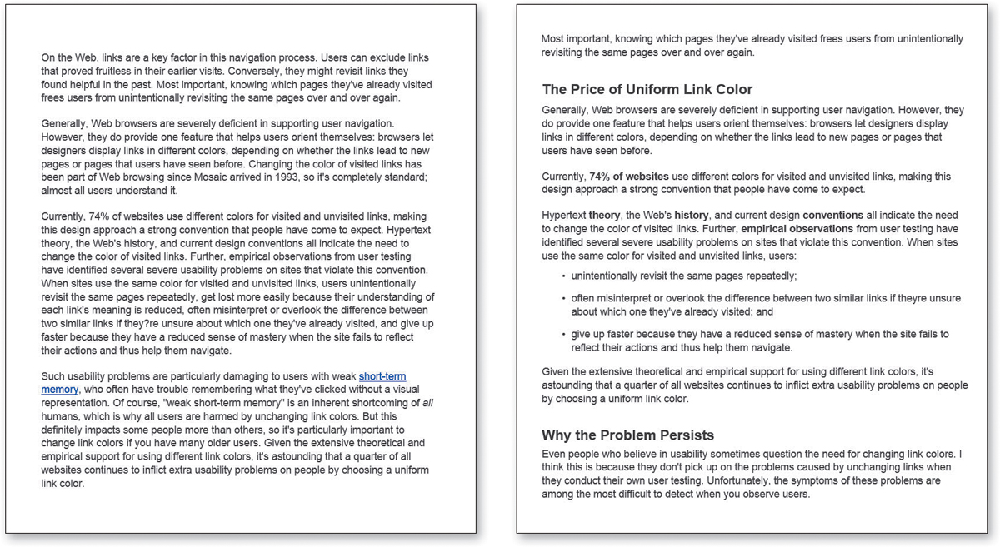 On the Web, links are a key factor in this navigation process. Users can exclude links
that proved fruitless in their earlier visits. Conversely, they might revisit links they
found helpful in the past. Most important, knowing which pages they've already visited
frees users from unintentionally revisiting the same pages over and over again.
Generally, Web browsers are severely deficient in supporting user navigation.
However, they do provide one feature that helps users orient themselves: browsers let
designers display links in different colors, depending on whether the links lead to new
pages or pages that users have seen before. Changing the color of visited links has
been part of Web browsing since Mosaic arrived in 1993, so it's completely standard;
almost all users understand it.
Currently, 74% of websites use different colors for visited and unvisited links, making
this design approach a strong convention that people have come to expect. Hypertext
theory, the Web's history, and current design conventions all indicate the need to
change the color of visited links. Further, empirical observations from user testing
have identified several severe usability problems on sites that violate this convention.
When sites use the same color for visited and unvisited links, users unintentionally
revisit the same pages repeatedly, get lost more easily because their understanding of
each link's meaning is reduced, often misinterpret or overlook the difference between
two similar links if they?re unsure about which one they've already visited, and give up
faster because they have a reduced sense of mastery when the site fails to reflect
their actions and thus help them navigate.
Such usability problems are particularly damaging to users with weak short-term
memory, who often have trouble remembering what they've clicked without a visual
representation. Of course, "weak short-term memory" is an inherent shortcoming of all
humans, which is why all users are harmed by unchanging link colors. But this
definitely impacts some people more than others, so it's particularly important to
change link colors if you have many older users. Given the extensive theoretical and
empirical support for using different link colors, it's astounding that a quarter of all
websites continues to inflict extra usability problems on people by choosing a uniform
link color.
Most important, knowing which pages they've already visited frees users from unintentionally
revisiting the same pages over and over again.
The Price of Uniform Link Color
Generally, Web browsers are severely deficient in supporting user navigation. However, they
do provide one feature that helps users orient themselves: browsers let designers display
links in different colors, depending on whether the links lead to new pages or pages that
users have seen before.
Currently, 74% of websites use different colors for visited and unvisited links, making this
design approach a strong convention that people have come to expect.
Hypertext theory, the Web's history, and current design conventions all indicate the need
to change the color of visited links. Further, empirical observations from user testing have
identified several severe usability problems on sites that violate this convention. When sites
use the same color for visited and unvisited links, users:
• unintentionally revisit the same pages repeatedly;
• often misinterpret or overlook the difference between two similar links if theyre unsure
about which one they've already visited; and
• give up faster because they have a reduced sense of mastery when the site fails to
reflect their actions and thus help them navigate.
Given the extensive theoretical and empirical support for using different link colors, it's
astounding that a quarter of all websites continues to inflict extra usability problems on people
by choosing a uniform link color.
Why the Problem Persists
Even people who believe in usability sometimes question the need for changing link colors. I
think this is because they don't pick up on the problems caused by unchanging links when
they conduct their own user testing. Unfortunately, the symptoms of these problems are
among the most difficult to detect when you observe users.